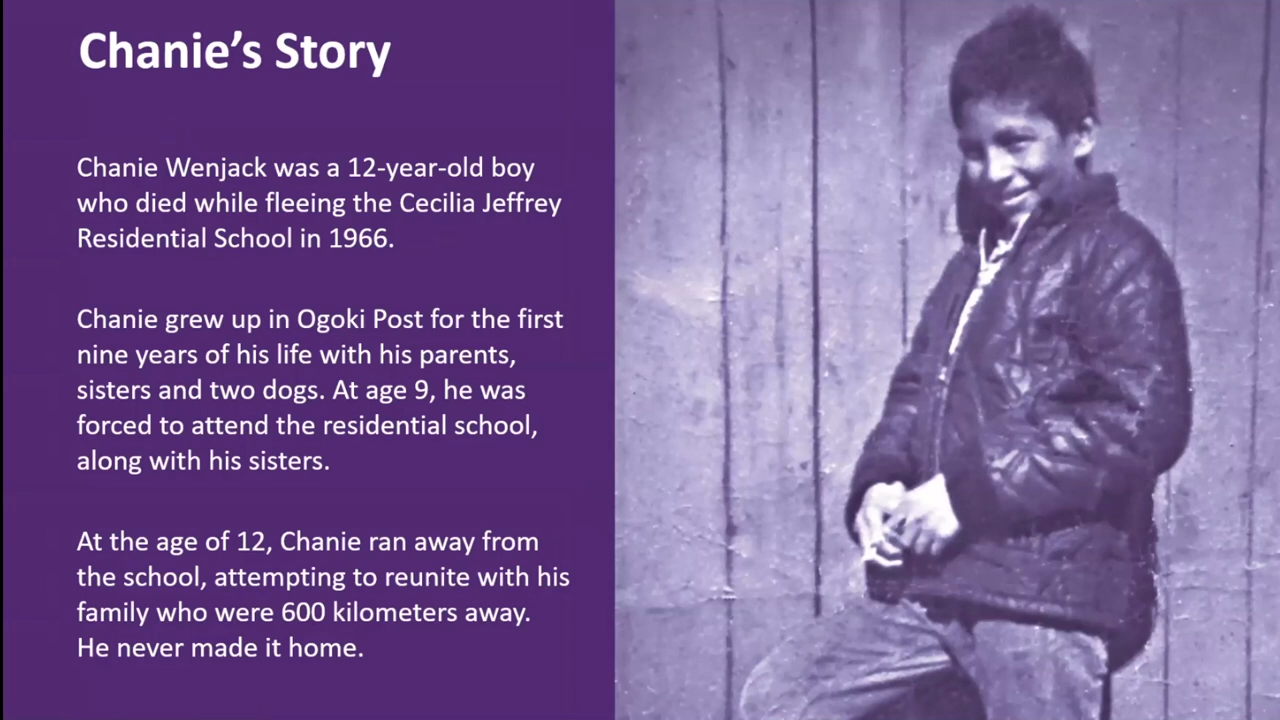 Chanie’s Story
Chanie Wenjack was a 12-year-old boy
who died while fleeing the Cecilia Jeffrey
Residential School in 1966.
Chanie grew up in Ogoki Post for the first
nine years of his life with his parents,
sisters and two dogs. At age 9, he was
forced to attend the residential school,
along with his sisters.
At the age of 12, Chanie ran away from
the school, attempting to reunite with his
family who were 600 kilometers away.
He never made it home.